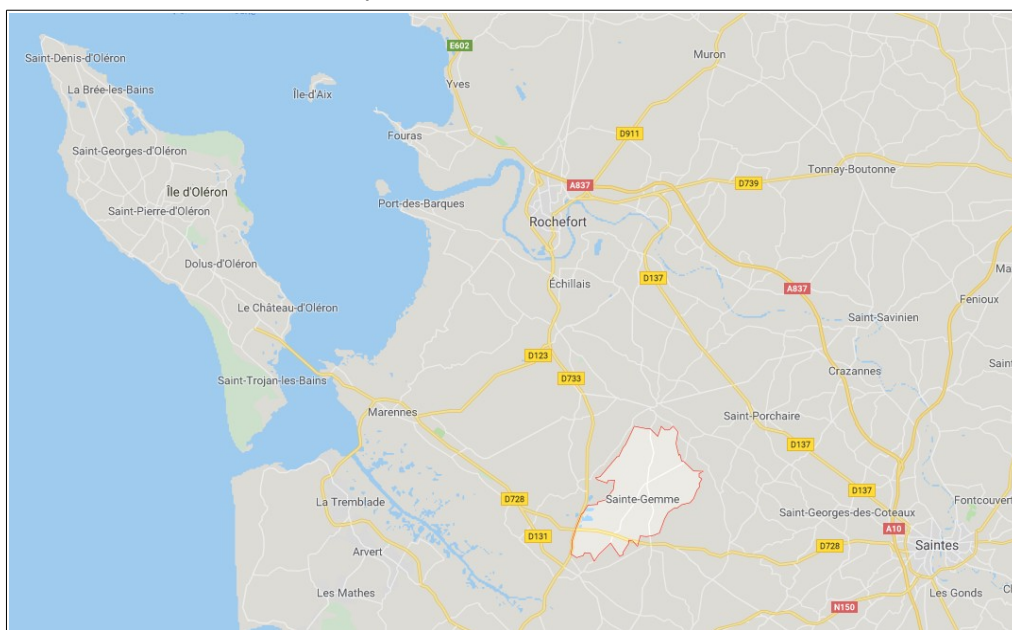 E602
Muron
Saint-Denis-d'Oléron
Yves
La Brée-les-Bains
Île-d'Aix
Fouras
D911
Saint-Georges-d'Oléron
Tonnay-Boutonne
A837
D739
Île d'Oléron
Port-des-Barques
Saint-Pierre-d'Oléron
Rochefort
Dolus-d'Oléron
D137
Échillais
A837
Fenioux
Le Château-d'Oléron
Saint-Savinien
D123
Crazannes
Saint-Trojan-les-Bains
D733
Marennes
Saint-Porchaire
D137
D137
La Tremblade
D728
Sainte-Gemme
Fontcouvert
Saint-Georges-des-Coteaux
A10
D131
D728
Saintes
Arvert
Les Mathes
Les Gonds
N150